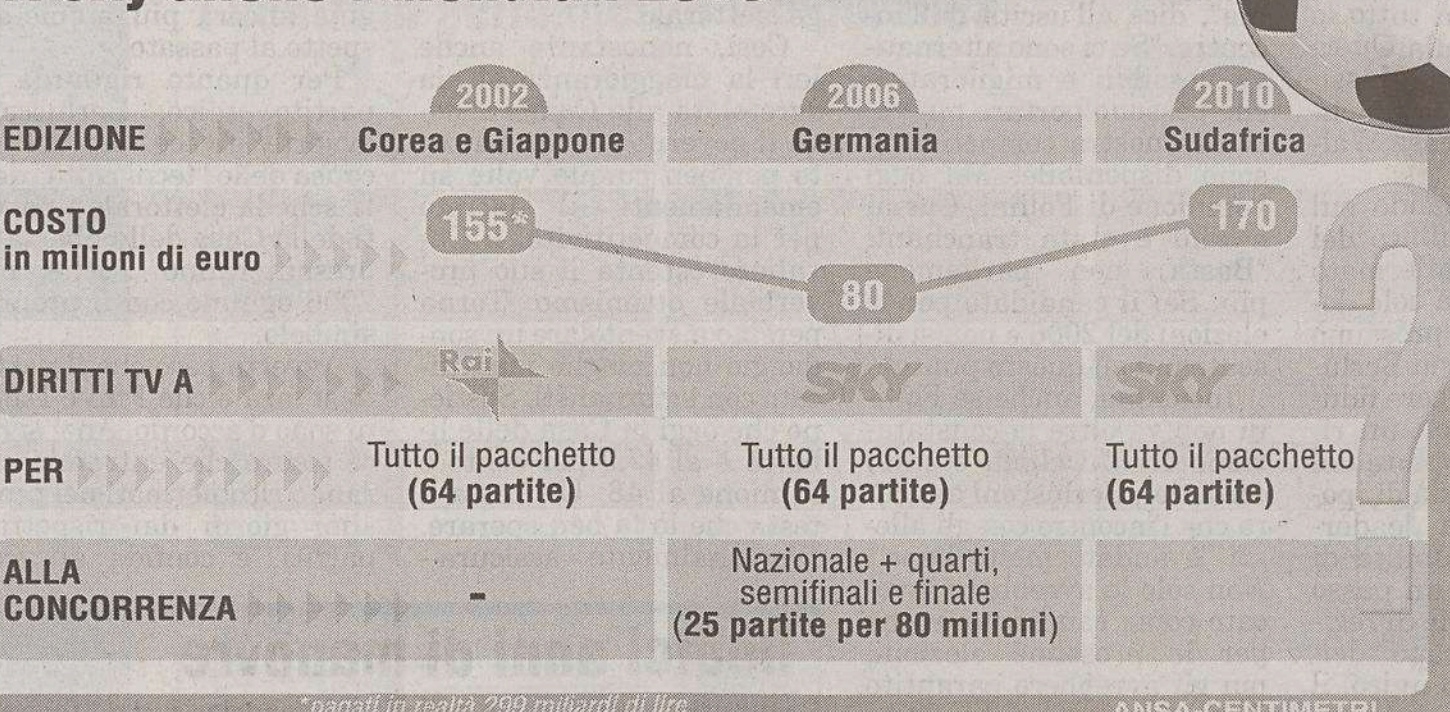 2002 2006 2010
EDIZIONE Corea e Giappone Germania Sudafrica
COSTO
in milioni di euro
155* 80 170
DIRITTI TV A Rai SKY SKY
PER
Tutto il pacchetto Tutto il pacchetto Tutto il pacchetto
(64 partite) (64 partite) (64 partite)
ALLA
CONCORRENZA
-
Nazionale + quarti,
semifinali e finale
(25 partite per 80 milioni)
?
*pagati in realtà 299 miliardi di lire
ANSA-CENTIMETRI